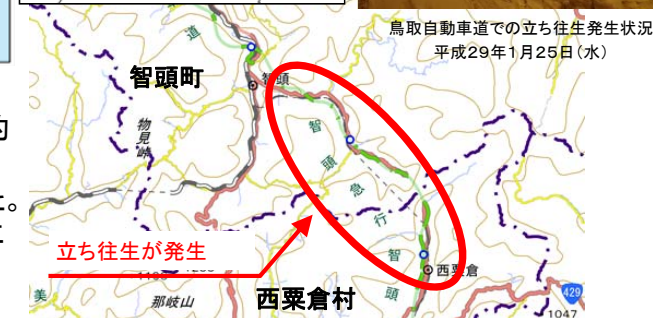 鳥取自動車道での立ち往生発生状況
平成29年1月25日(水)
道
智頭町
智頭
物見峠
智頭急行
智頭
的
た。
立ち往生が発生
西粟倉
美
那岐山
西粟倉村
429
1047